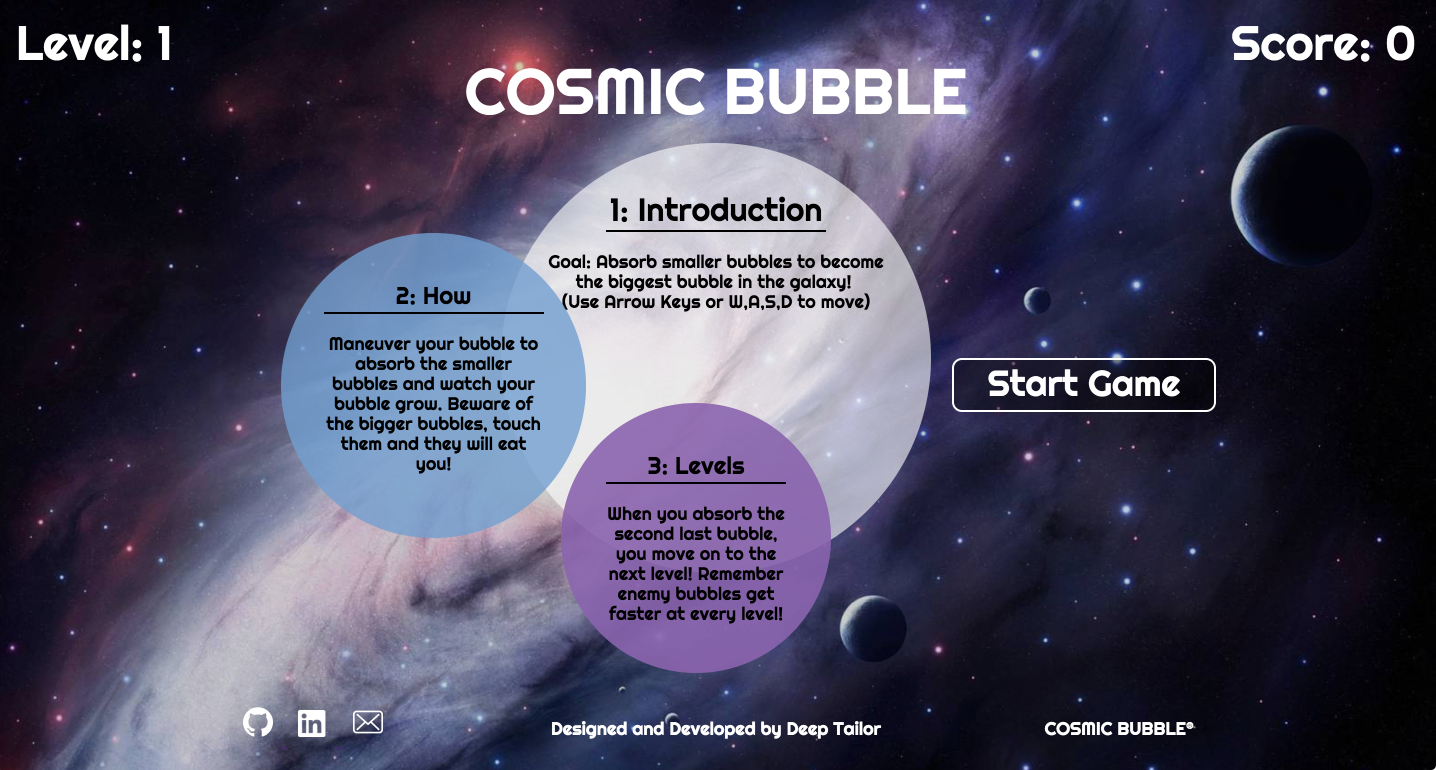 Level: 1
Score: 0
COSMIC BUBBLE
1: Introduction
Goal: Absorb smaller bubbles to become
the biggest bubble in the galaxy!
(Use Arrow Keys or W,A,S,D to move)
2: How
Maneuver your bubble to
absorb the smaller
bubbles and watch your
bubble grow. Beware of
the bigger bubbles, touch
them and they will eat
you!
Start Game
3: Levels
When you absorb the
second last bubble,
you move on to the
next level! Remember
enemy bubbles get
faster at every level!
in
Designed and Developed by Deep Tailor
COSMIC BUBBLE®